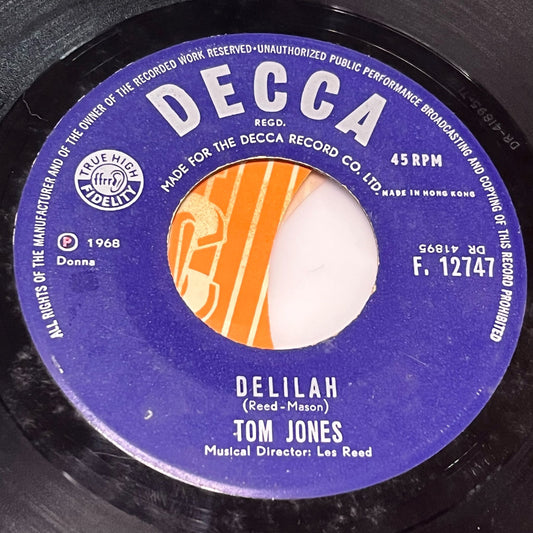 ALL RIGHTS OF THE MANUFACTURER AND OF THE OWNER OF THE RECORDED WORK RESERVED·UNAUTHORIZED PUBLIC PERFORMANCE BROADCASTING AND COPYING OF THIS RECORD PROHIBITED
DECCA
REGD.
MADE FOR THE DECCA RECORD CO. LTD.
45 RPM
MADE IN HONG KONG
TRUE HIGH
ffrr
FIDELITY
℗ 1968
Donna
DR 41895
F. 12747
DELILAH
(Reed-Mason)
TOM JONES
Musical Director: Les Reed